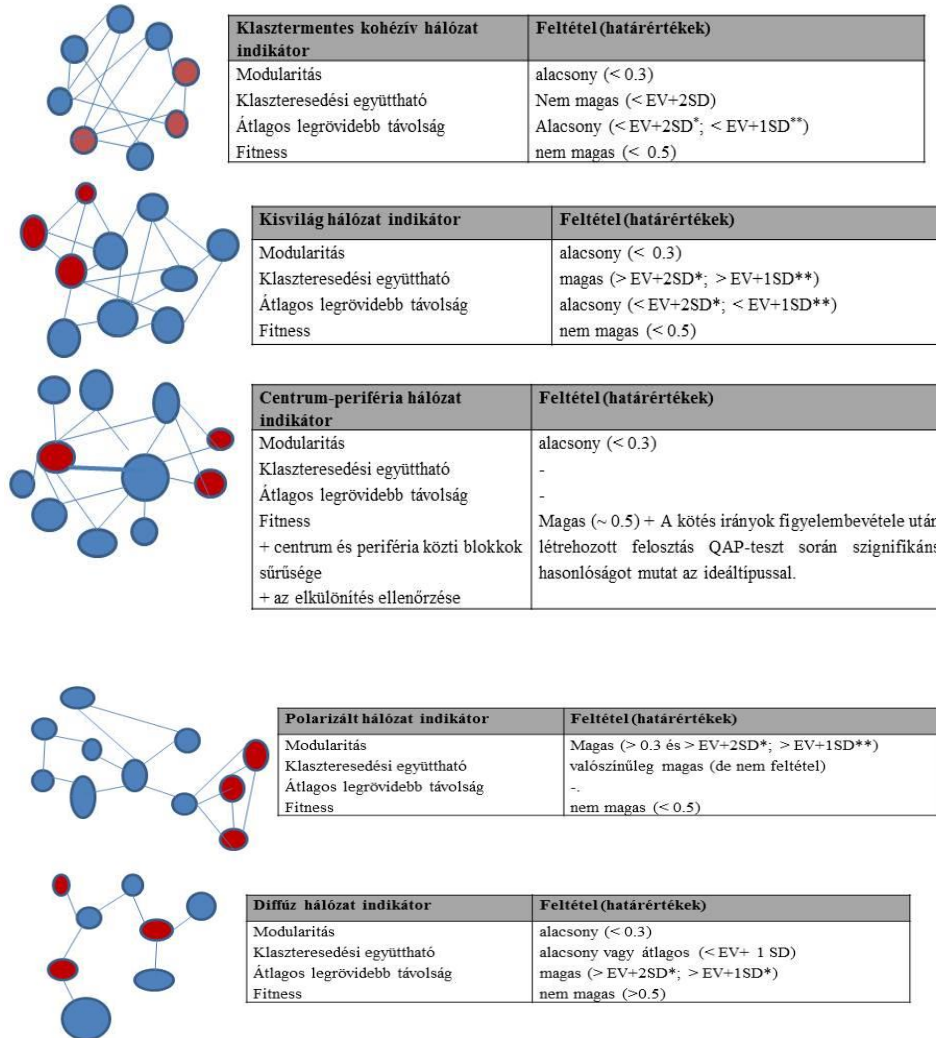 Klasztermentes kohézív hálózat Feltétel (határértékek)
indikátor
Modularitás alacsony (< 0.3)
Klaszteresedési együttható Nem magas (< EV+2SD)
Átlagos legrövidebb távolság Alacsony (< EV+2SD*; < EV+1SD**)
Fitness nem magas (< 0.5)
Kisvilág hálózat indikátor Feltétel (határértékek)
Modularitás alacsony (< 0.3)
Klaszteresedési együttható magas (> EV+2SD*; > EV+1SD**)
Átlagos legrövidebb távolság alacsony (< EV+2SD*; < EV+1SD**)
Fitness nem magas (< 0.5)
Centrum-periféria hálózat Feltétel (határértékek)
indikátor
Modularitás alacsony (< 0.3)
Klaszteresedési együttható -
Átlagos legrövidebb távolság -
Fitness Magas (~ 0.5) + A kötés irányok figyelembevétele után
+ centrum és periféria közti blokkok létrehozott felosztás QAP-teszt során szignifikáns
sűrűsége hasonlóságot mutat az ideáltípussal.
+ az elkülönítés ellenőrzése
Polarizált hálózat indikátor Feltétel (határértékek)
Modularitás Magas (> 0.3 és > EV+2SD*; > EV+1SD**)
Klaszteresedési együttható valószínűleg magas (de nem feltétel)
Átlagos legrövidebb távolság -.
Fitness nem magas (< 0.5)
Diffúz hálózat indikátor Feltétel (határértékek)
Modularitás alacsony (< 0.3)
Klaszteresedési együttható alacsony vagy átlagos (< EV+ 1 SD)
Átlagos legrövidebb távolság magas (> EV+2SD*; > EV+1SD*)
Fitness nem magas (>0.5)